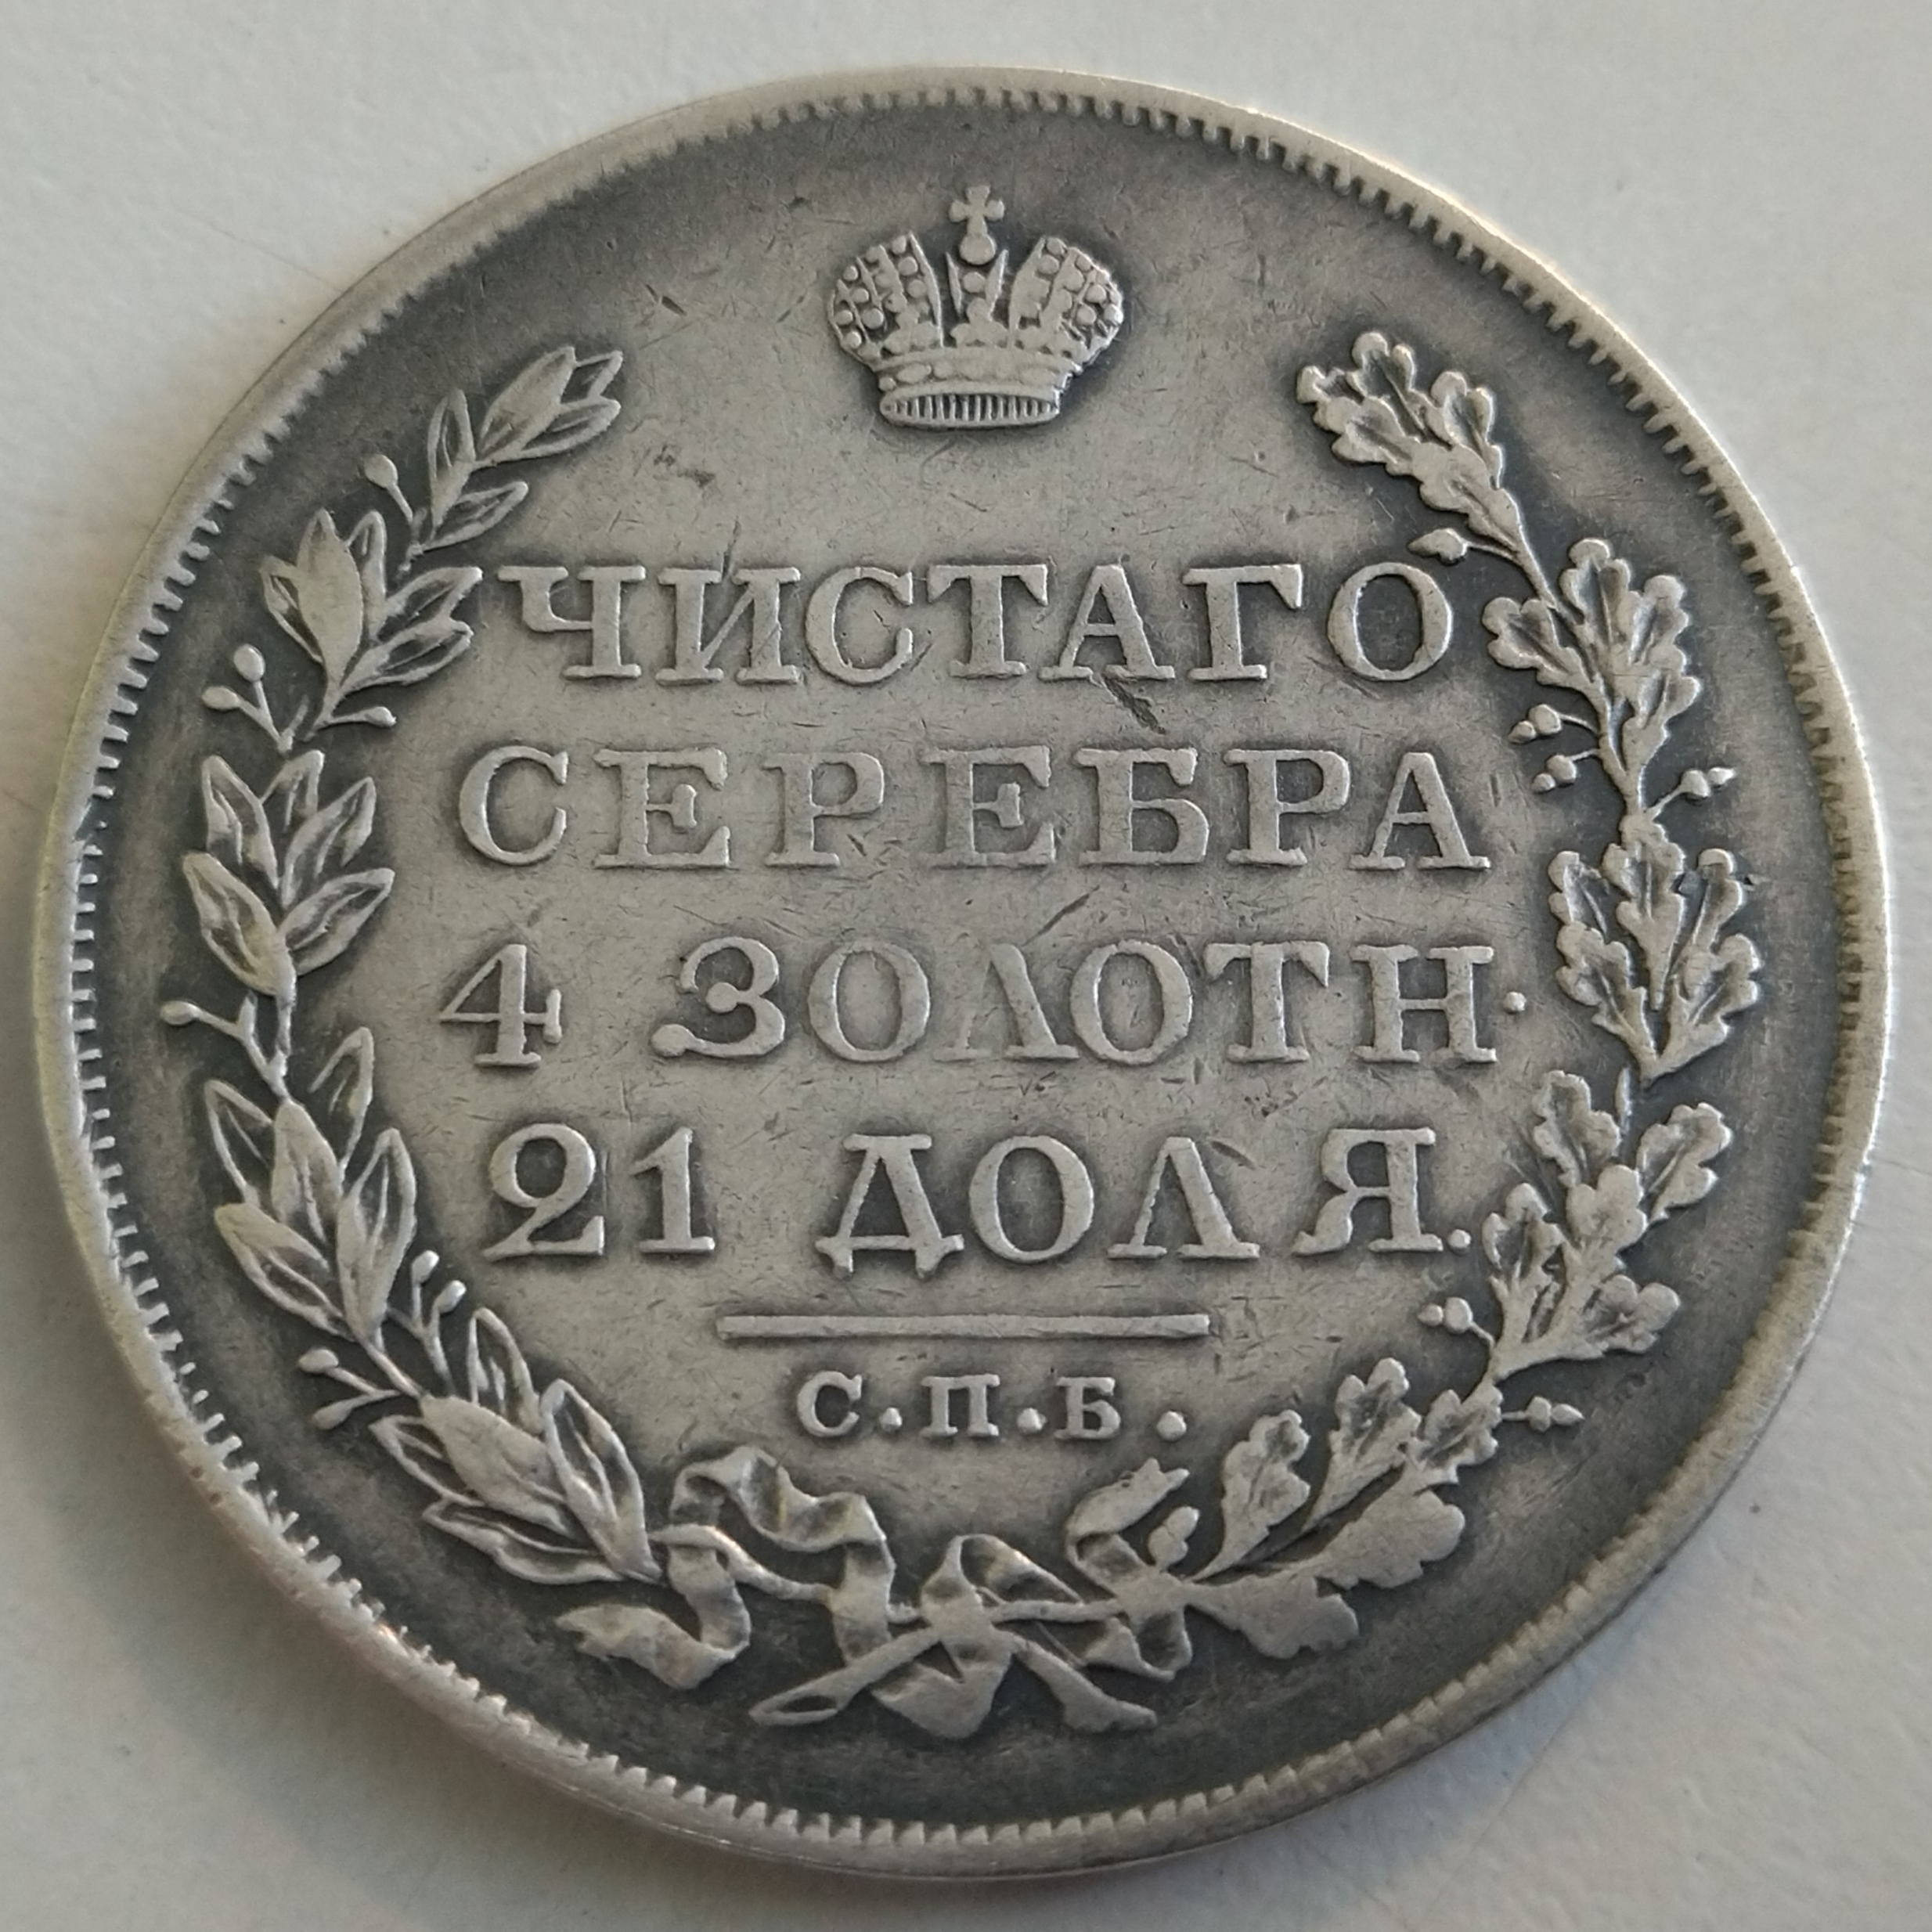 ЧИСТАГО
СЕРЕБРА
4 ЗОЛОТН.
21 ДОЛЯ.
С.П.Б.